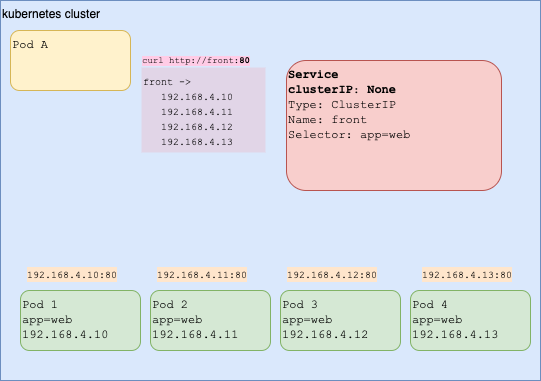 kubernetes cluster
Pod A
curl http://front:80
front ->
192.168.4.10
192.168.4.11
192.168.4.12
192.168.4.13
Service
clusterIP: None
Type: ClusterIP
Name: front
Selector: app=web
192.168.4.10:80
192.168.4.11:80
192.168.4.12:80
192.168.4.13:80
Pod 1
app=web
192.168.4.10
Pod 2
app=web
192.168.4.11
Pod 3
app=web
192.168.4.12
Pod 4
app=web
192.168.4.13